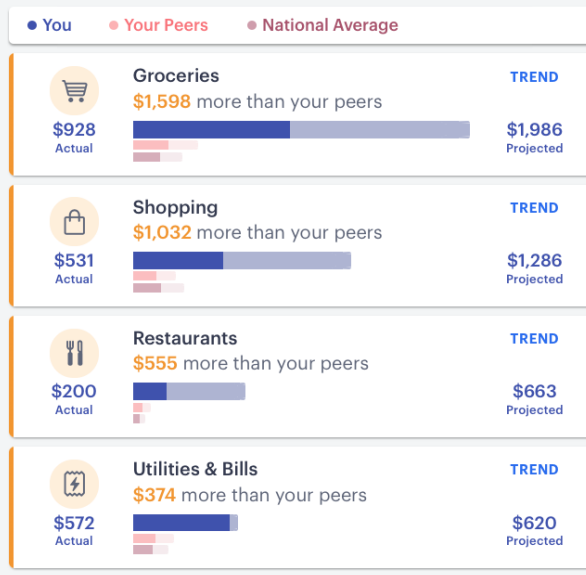 You Your Peers National Average
Groceries TREND
$1,598 more than your peers
$928 $1,986
Actual Projected
Shopping TREND
$1,032 more than your peers
$531 $1,286
Actual Projected
Restaurants TREND
$555 more than your peers
$200 $663
Actual Projected
Utilities & Bills TREND
$374 more than your peers
$572 $620
Actual Projected